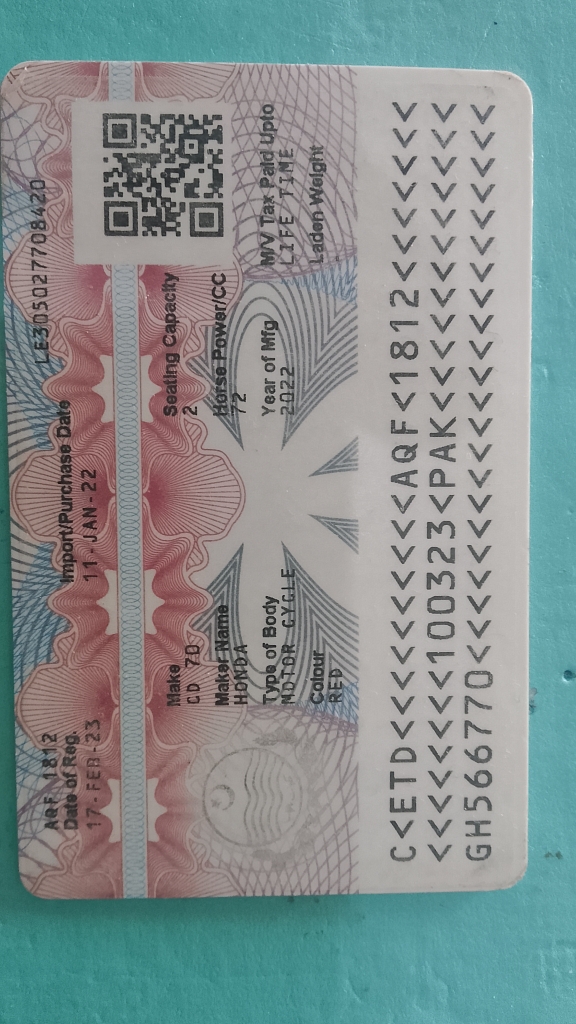 AQF 1812
LE3050277708420
Date of Reg.
17-FEB-23
Import/Purchase Date
11-JAN-22
Make
CD 70
Seating Capacity
2
Maker Name
HONDA
Horse Power/CC
72
M/V Tax Paid Upto
LIFE TIME
Type of Body
MOTOR CYCLE
Year of Mfg
2022
Laden Weight
Colour
RED
C<ETD<<<<<<<<<<<AQF<1812<<<<<<<<
<<<<<<<100323<PAK<<<<<<<<<<<<<<
GH566770<<<<<<<<<<<<<<<<<<<<<<<